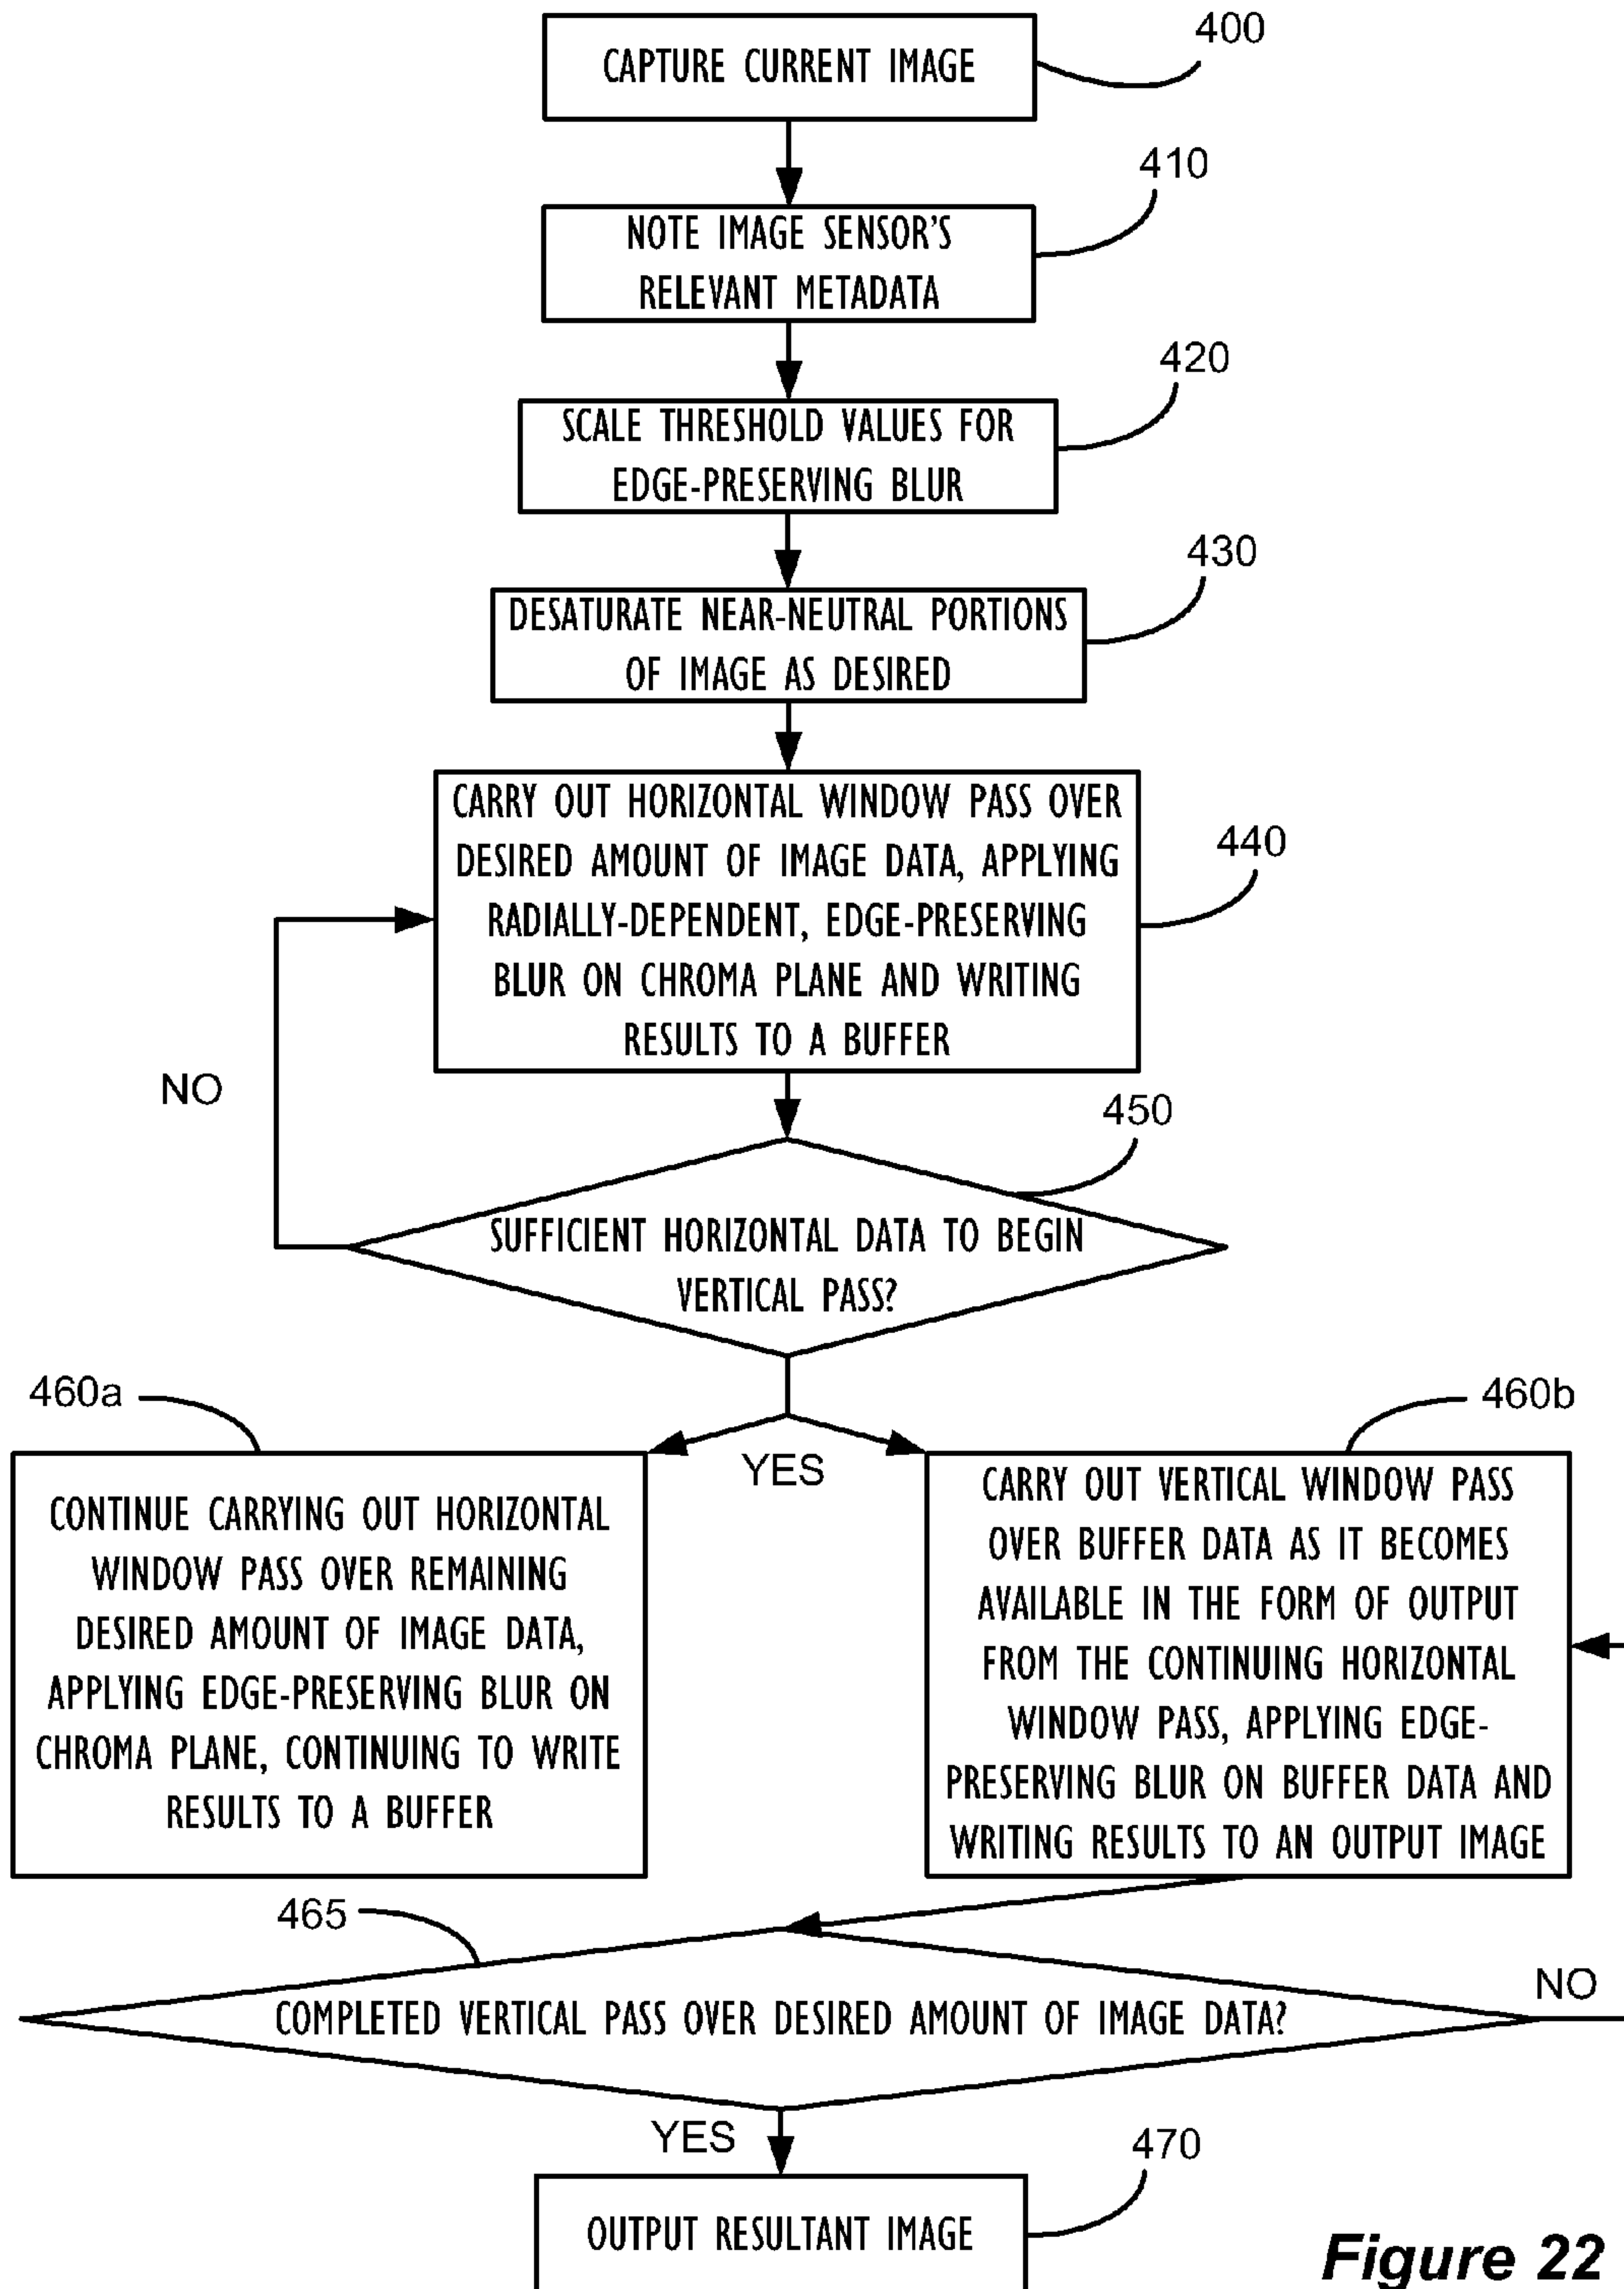 CAPTURE CURRENT IMAGE
400
NOTE IMAGE SENSOR'S
RELEVANT METADATA
410
SCALE THRESHOLD VALUES FOR
EDGE-PRESERVING BLUR
420
DESATURATE NEAR-NEUTRAL PORTIONS
OF IMAGE AS DESIRED
430
CARRY OUT HORIZONTAL WINDOW PASS OVER
DESIRED AMOUNT OF IMAGE DATA, APPLYING
RADIALLY-DEPENDENT, EDGE-PRESERVING
BLUR ON CHROMA PLANE AND WRITING
RESULTS TO A BUFFER
440
NO
450
SUFFICIENT HORIZONTAL DATA TO BEGIN
VERTICAL PASS?
YES
460a
CONTINUE CARRYING OUT HORIZONTAL
WINDOW PASS OVER REMAINING
DESIRED AMOUNT OF IMAGE DATA,
APPLYING EDGE-PRESERVING BLUR ON
CHROMA PLANE, CONTINUING TO WRITE
RESULTS TO A BUFFER
460b
CARRY OUT VERTICAL WINDOW PASS
OVER BUFFER DATA AS IT BECOMES
AVAILABLE IN THE FORM OF OUTPUT
FROM THE CONTINUING HORIZONTAL
WINDOW PASS, APPLYING EDGE-
PRESERVING BLUR ON BUFFER DATA AND
WRITING RESULTS TO AN OUTPUT IMAGE
465
COMPLETED VERTICAL PASS OVER DESIRED AMOUNT OF IMAGE DATA?
NO
YES
470
OUTPUT RESULTANT IMAGE
Figure 22